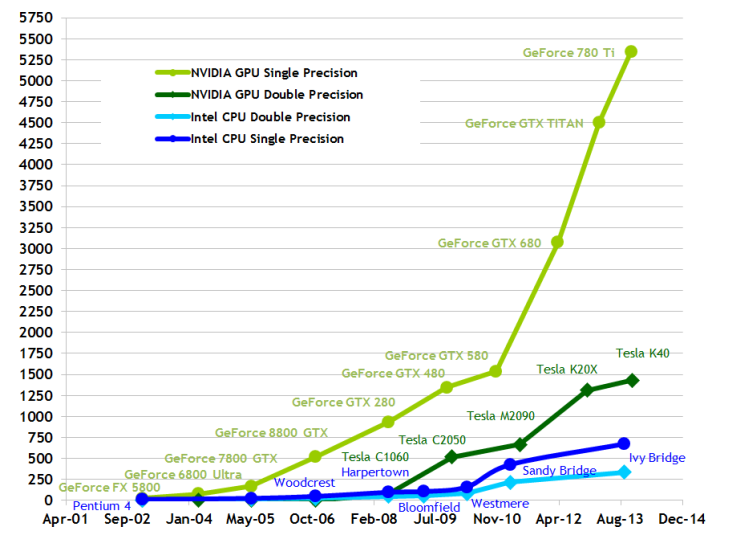 5750
5500
5250
5000
4750
4500
4250
4000
3750
3500
3250
3000
2750
2500
2250
2000
1750
1500
1250
1000
750
500
250
0
NVIDIA GPU Single Precision
NVIDIA GPU Double Precision
Intel CPU Double Precision
Intel CPU Single Precision
GeForce 780 Ti
GeForce GTX TITAN
GeForce GTX 680
GeForce GTX 580
GeForce GTX 480
GeForce GTX 280
GeForce 8800 GTX
GeForce 7800 GTX
GeForce 6800 Ultra
GeForce FX 5800
Tesla K40
Tesla K20X
Tesla M2090
Tesla C2050
Tesla C1060
Harpertown
Woodcrest
Pentium 4
Bloomfield
Westmere
Sandy Bridge
Ivy Bridge
Apr-01 Sep-02 Jan-04 May-05 Oct-06 Feb-08 Jul-09 Nov-10 Apr-12 Aug-13 Dec-14